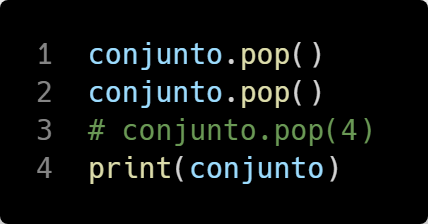 1 conjunto.pop()
2 conjunto.pop()
3 # conjunto.pop(4)
4 print(conjunto)